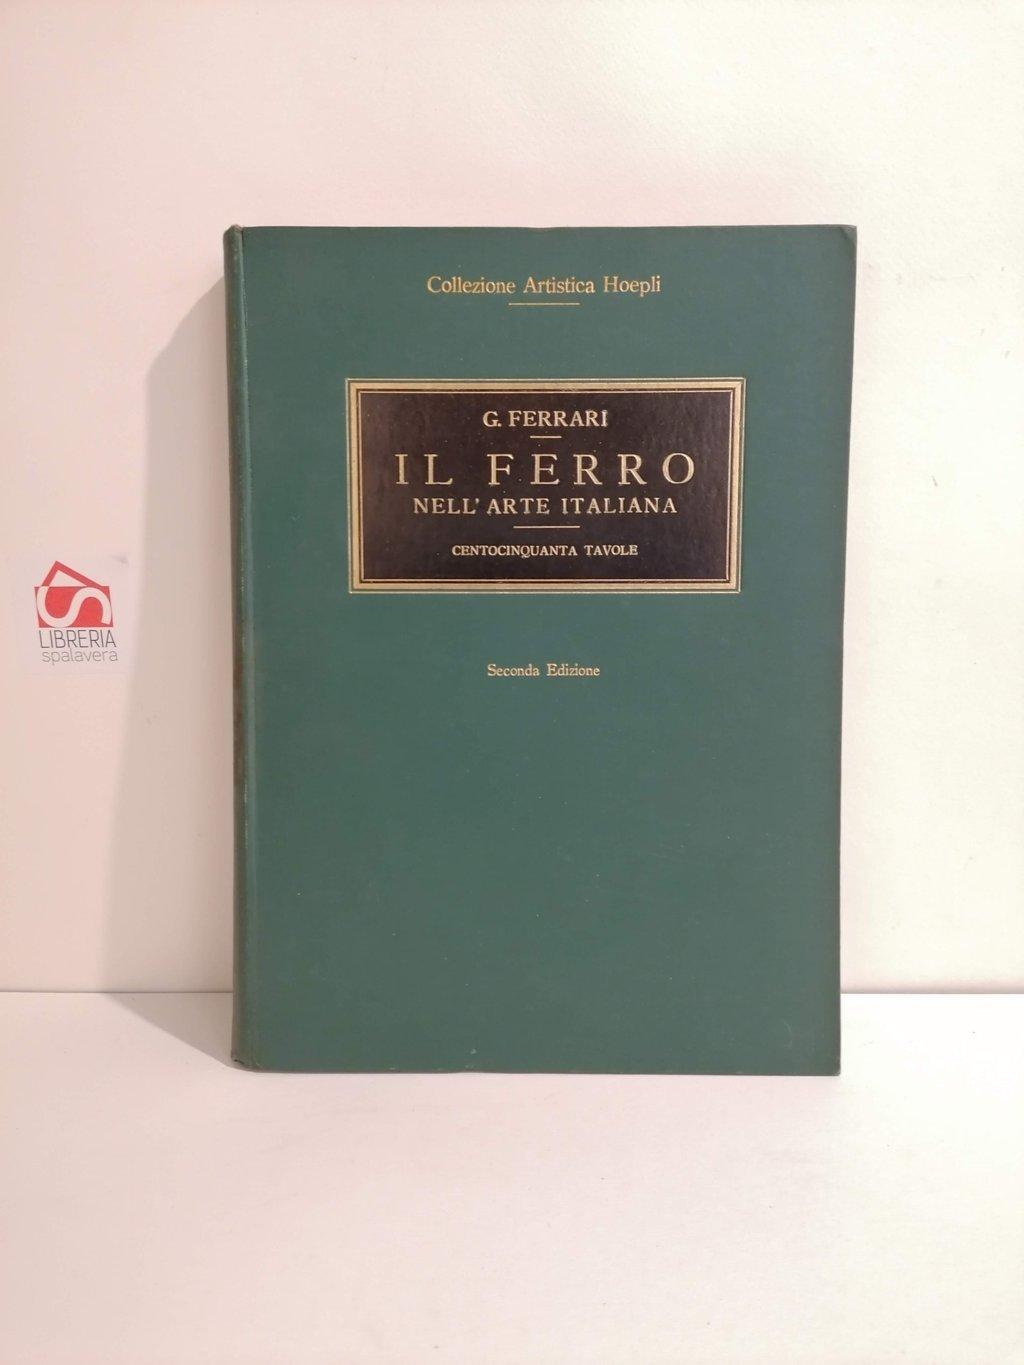 Collezione Artistica Hoepli
G. FERRARI
IL FERRO
NELL' ARTE ITALIANA
CENTOCINQUANTA TAVOLE
Seconda Edizione
LIBRERIA
spalavera